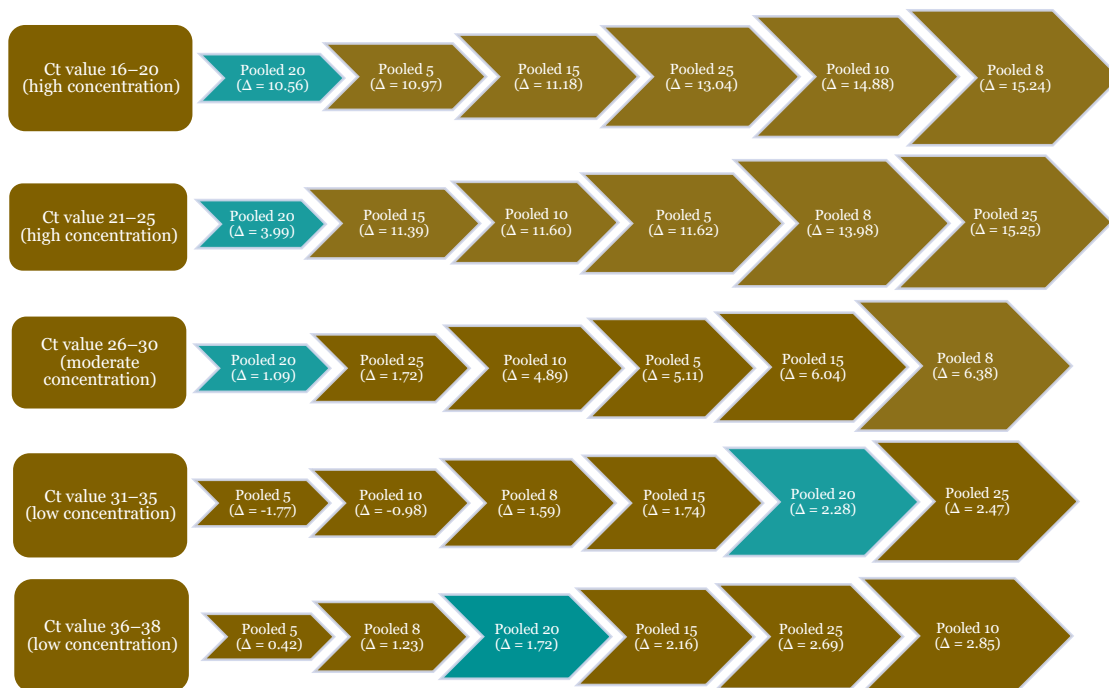 Ct value 16–20
(high concentration)
Pooled 20
(Δ = 10.56)
Pooled 5
(Δ = 10.97)
Pooled 15
(Δ = 11.18)
Pooled 25
(Δ = 13.04)
Pooled 10
(Δ = 14.88)
Pooled 8
(Δ = 15.24)
Ct value 21–25
(high concentration)
Pooled 20
(Δ = 3.99)
Pooled 15
(Δ = 11.39)
Pooled 10
(Δ = 11.60)
Pooled 5
(Δ = 11.62)
Pooled 8
(Δ = 13.98)
Pooled 25
(Δ = 15.25)
Ct value 26–30
(moderate
concentration)
Pooled 20
(Δ = 1.09)
Pooled 25
(Δ = 1.72)
Pooled 10
(Δ = 4.89)
Pooled 5
(Δ = 5.11)
Pooled 15
(Δ = 6.04)
Pooled 8
(Δ = 6.38)
Ct value 31–35
(low concentration)
Pooled 5
(Δ = -1.77)
Pooled 10
(Δ = -0.98)
Pooled 8
(Δ = 1.59)
Pooled 15
(Δ = 1.74)
Pooled 20
(Δ = 2.28)
Pooled 25
(Δ = 2.47)
Ct value 36–38
(low concentration)
Pooled 5
(Δ = 0.42)
Pooled 8
(Δ = 1.23)
Pooled 20
(Δ = 1.72)
Pooled 15
(Δ = 2.16)
Pooled 25
(Δ = 2.69)
Pooled 10
(Δ = 2.85)